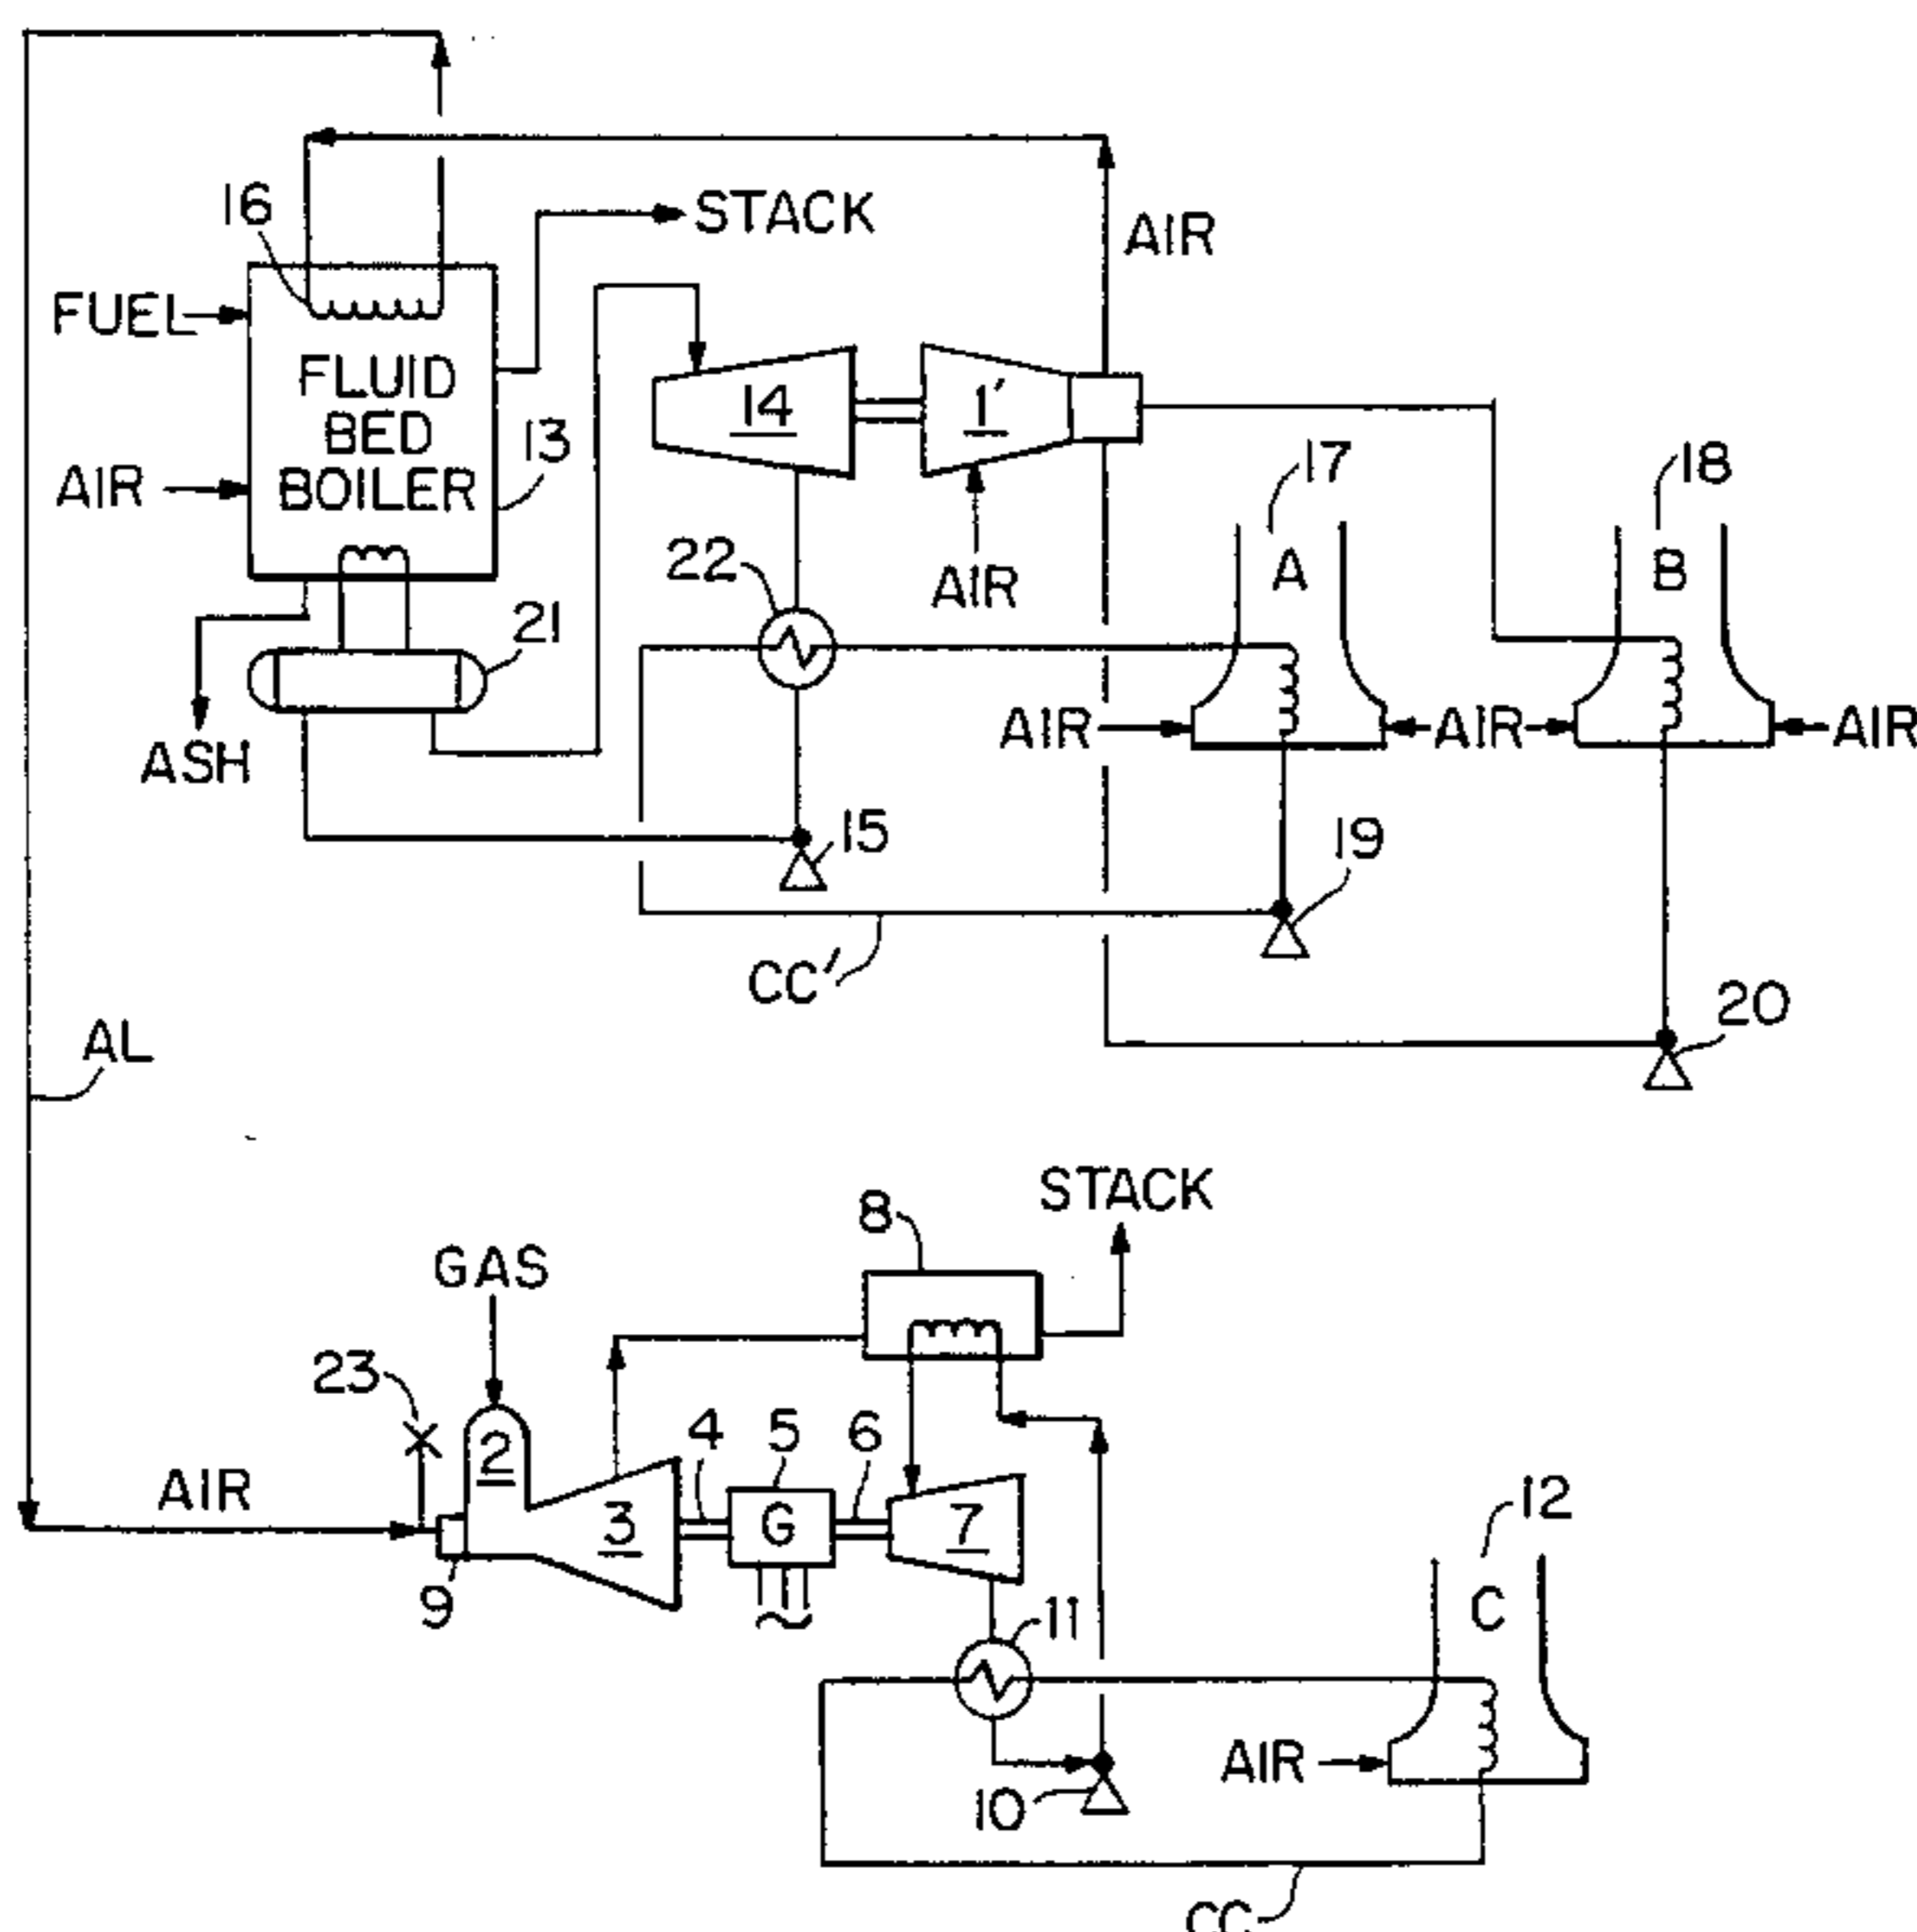 STACK
AIR
16
FUEL
FLUID
BED
BOILER
14
1′
13
17
18
AIR
22
AIR
A
B
21
AIR
AIR
AIR
ASH
15
19
CC′
20
AL
STACK
8
GAS
23
2
4
5
6
12
AIR
3
G
7
9
11
C
AIR
10
CC